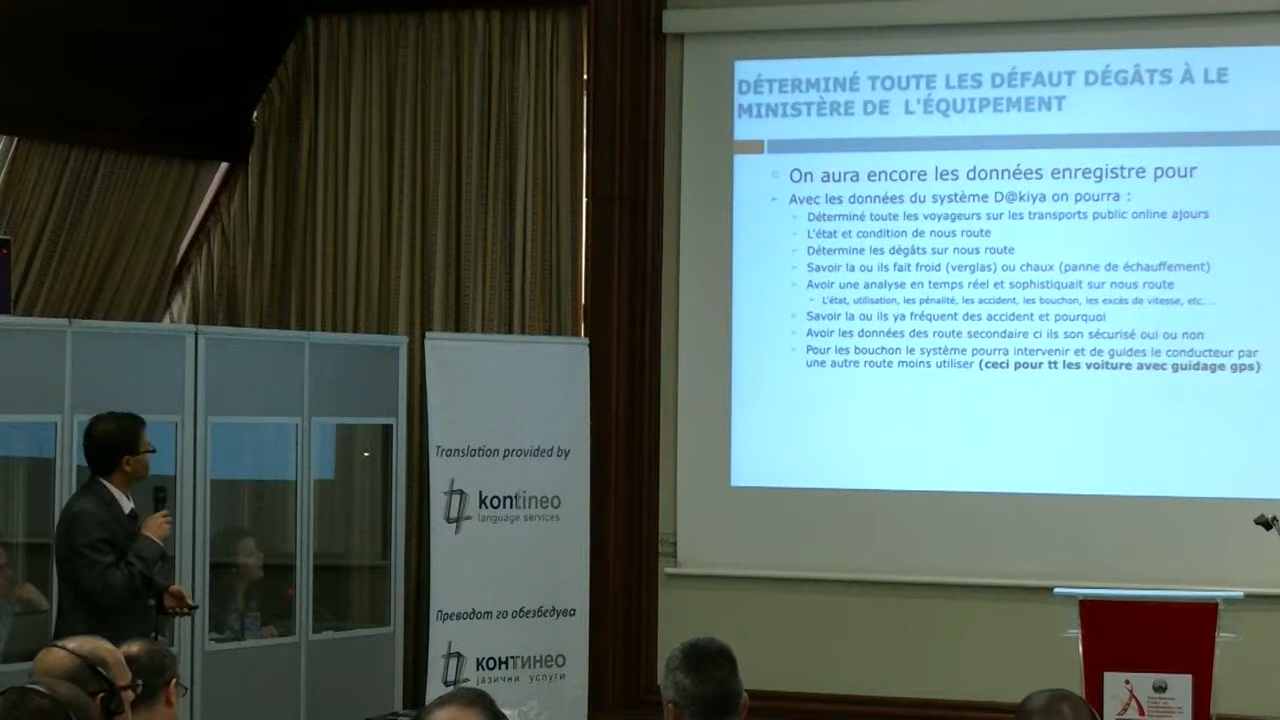 DÉTERMINÉ TOUTE LES DÉFAUT DÉGÂTS À LE
MINISTÈRE DE L'ÉQUIPEMENT
On aura encore les données enregistre pour
Avec les données du système D@kiya on pourra :
Déterminé toute les voyageurs sur les transports public online ajours
L'état et condition de nous route
Détermine les dégâts sur nous route
Savoir la ou ils fait froid (verglas) ou chaux (panne de échauffement)
Avoir une analyse en temps réel et sophistiquait sur nous route
L'état, utilisation, les pénalité, les accident, les bouchon, les excès de vitesse, etc. ...
Savoir la ou ils ya fréquent des accident et pourquoi
Avoir les données des route secondaire ci ils son sécurisé oui ou non
Pour les bouchon le système pourra intervenir et de guides le conducteur par
une autre route moins utiliser (ceci pour tt les voiture avec guidage gps)
Translation provided by
kontineo
language services
Преводот го обезбедува
континео
јазични услуги